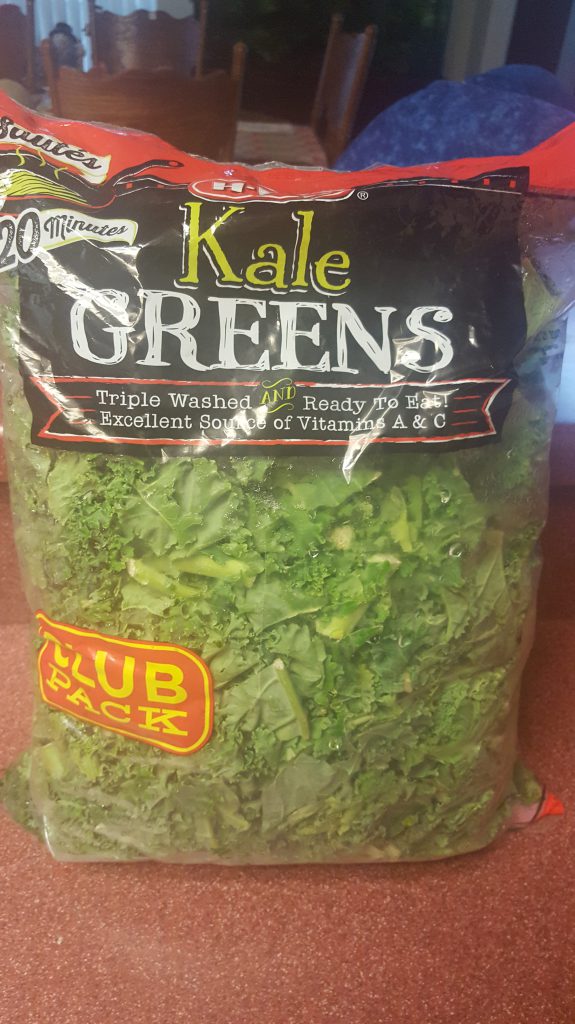 Sautés
20 Minutes
H-
®
Kale
GREENS
Triple Washed AND Ready To Eat!
Excellent Source of Vitamins A & C
CLUB
PACK